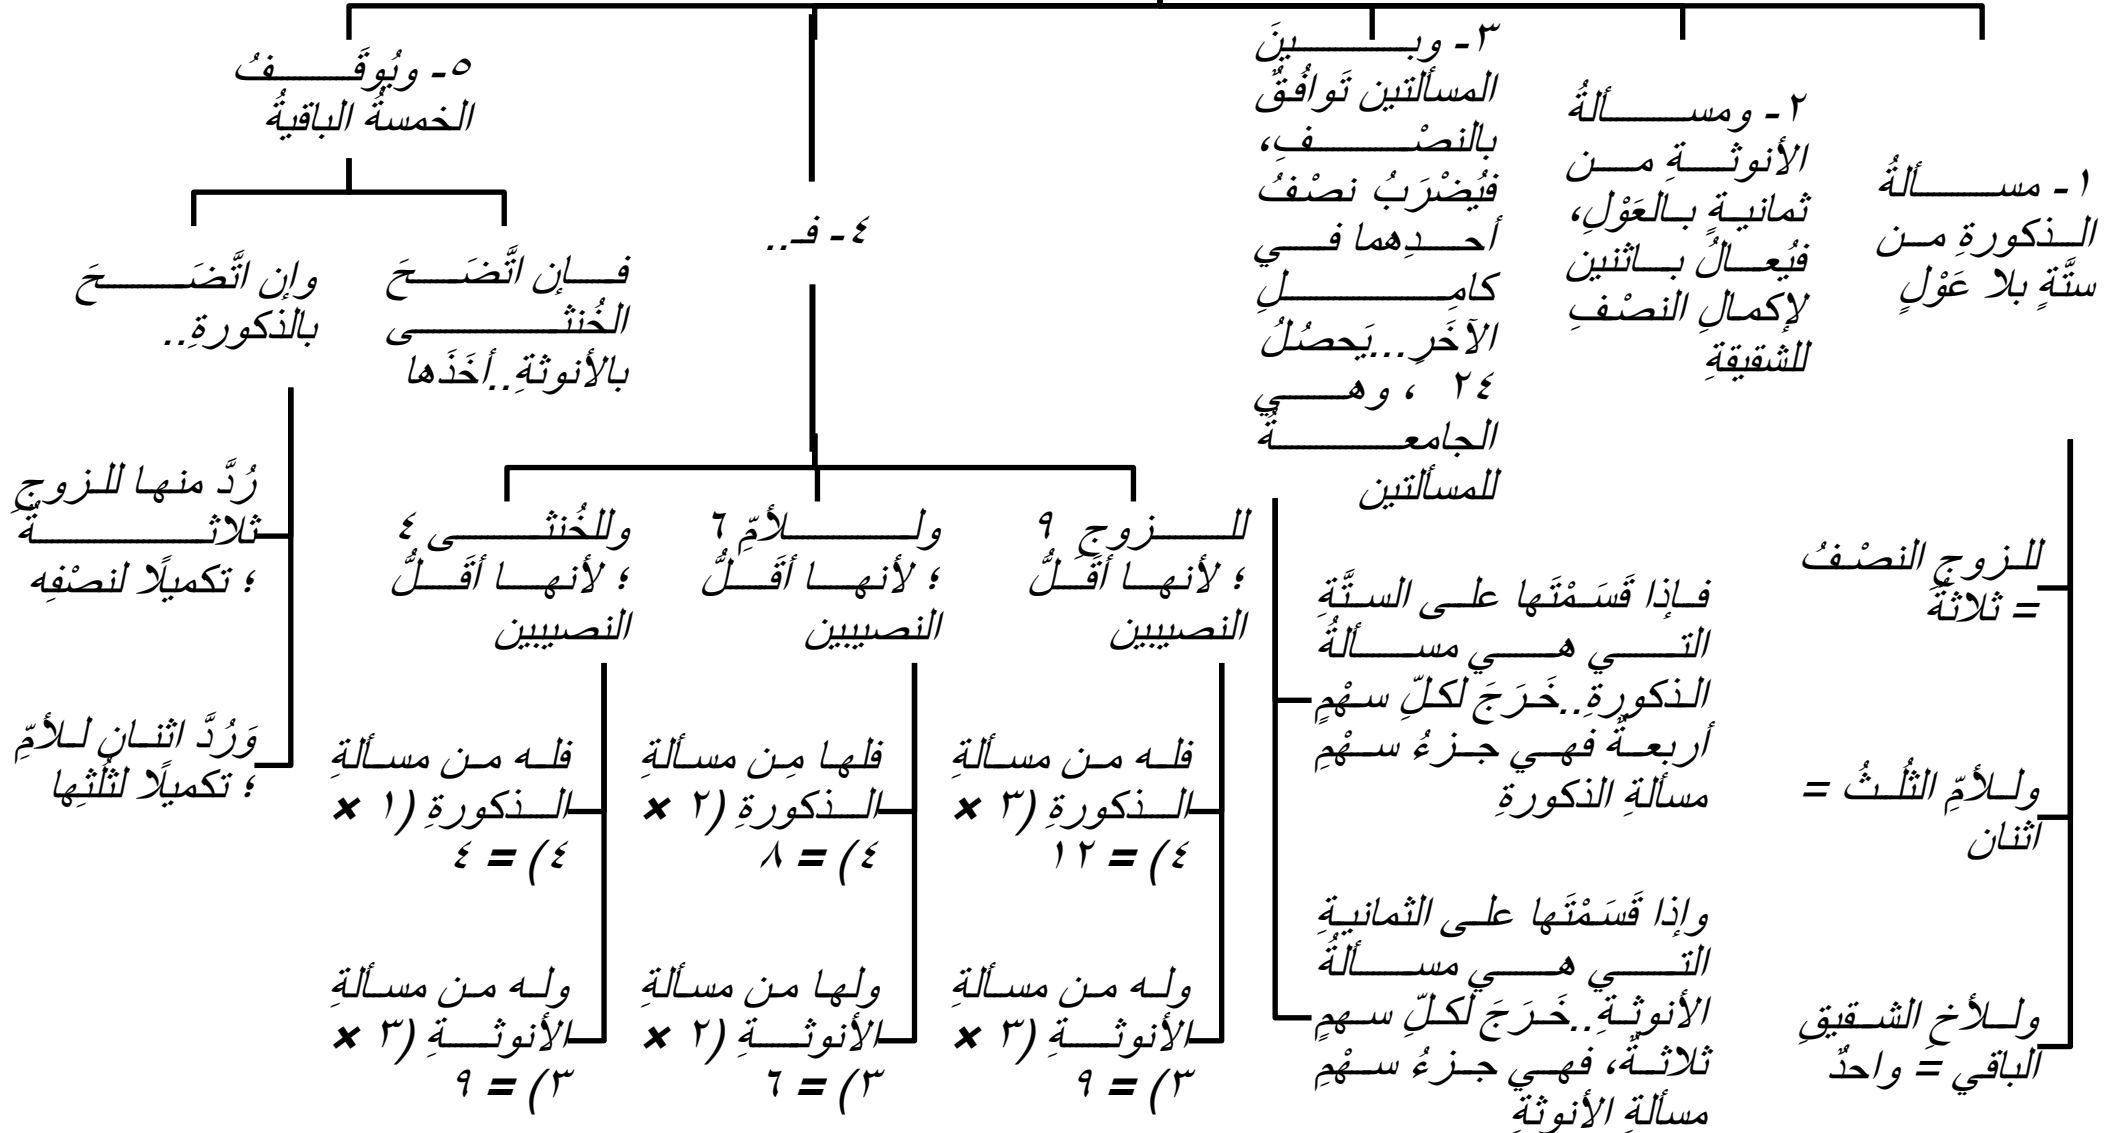 ١- مسألةُ
الذكورةِ من
ستَّةٍ بلا عَوْلٍ
للزوجِ النصْفُ
= ثلاثةٌ
وللأمِّ الثُلُثُ =
اثنان
وللأخِ الشقيقِ
الباقي = واحدٌ
٢- ومسألةُ
الأنوثةِ من
ثمانيةٍ بالعَوْلِ،
فيُعالُ باثنين
لإكمالِ النصْفِ
للشقيقةِ
٣- وبينَ
المسألتين تَوافُقٌ
بالنصْفِ،
فيُضْرَبُ نصْفُ
أحدِهما في
كاملِ
الآخَرِ...يَحصُلُ
٢٤ ، وهي
الجامعةُ
للمسألتين
فإذا قَسَمْتَها على الستَّةِ
التي هي مسألةُ
الذكورةِ..خَرَجَ لكلِّ سهْمٍ
أربعةٌ فهي جزءُ سهْمِ
مسألةِ الذكورةِ
وإذا قَسَمْتَها على الثمانيةِ
التي هي مسألةُ
الأنوثةِ..خَرَجَ لكلِّ سهمٍ
ثلاثةٌ، فهي جزءُ سهْمِ
مسألةِ الأنوثةِ
٤- فـ..
للزوجِ ٩
؛ لأنها أقَلُّ
النصيبين
فله من مسألةِ
الذكورةِ (٣ ×
٤) = ١٢
وله من مسألةِ
الأنوثةِ (٣ ×
٣) = ٩
وللأمِّ ٦
؛ لأنها أقَلُّ
النصيبين
فلها مِن مسألةِ
الذكورةِ (٢ ×
٤) = ٨
ولها من مسألةِ
الأنوثةِ (٢ ×
٣) = ٦
وللخُنثى ٤
؛ لأنها أقَلُّ
النصيبين
فله من مسألةِ
الذكورةِ (١ ×
٤) = ٤
وله من مسألةِ
الأنوثةِ (٣ ×
٣) = ٩
٥- ويُوقَفُ
الخمسةُ الباقيةُ
فإن اتَّضَحَ
الخُنثى
بالأنوثةِ..أخَذَها
وإن اتَّضَحَ
بالذكورةِ..
رُدَّ منها للزوجِ
ثلاثةٌ
؛ تكميلًا لنصْفِه
وَرُدَّ اثنانِ للأمِّ
؛ تكميلًا لثُلُثِها